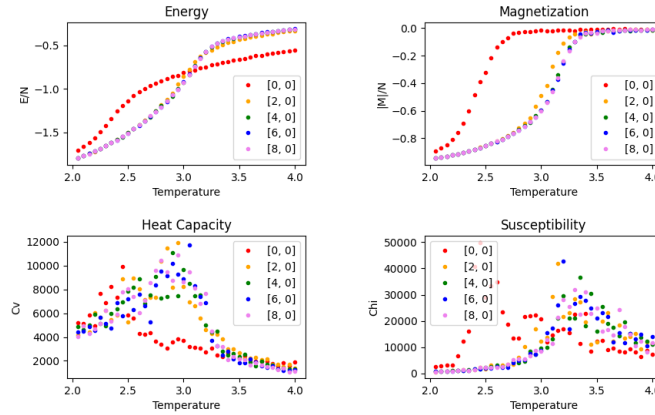 Energy
E/N
−0.5
−1.0
−1.5
2.0 2.5 3.0 3.5 4.0
Temperature
[0, 0]
[2, 0]
[4, 0]
[6, 0]
[8, 0]
Magnetization
|M|/N
0.0
−0.2
−0.4
−0.6
−0.8
2.0 2.5 3.0 3.5 4.0
Temperature
[0, 0]
[2, 0]
[4, 0]
[6, 0]
[8, 0]
Heat Capacity
Cv
12000
10000
8000
6000
4000
2000
2.0 2.5 3.0 3.5 4.0
Temperature
[0, 0]
[2, 0]
[4, 0]
[6, 0]
[8, 0]
Susceptibility
Chi
50000
40000
30000
20000
10000
0
2.0 2.5 3.0 3.5 4.0
Temperature
[0, 0]
[2, 0]
[4, 0]
[6, 0]
[8, 0]